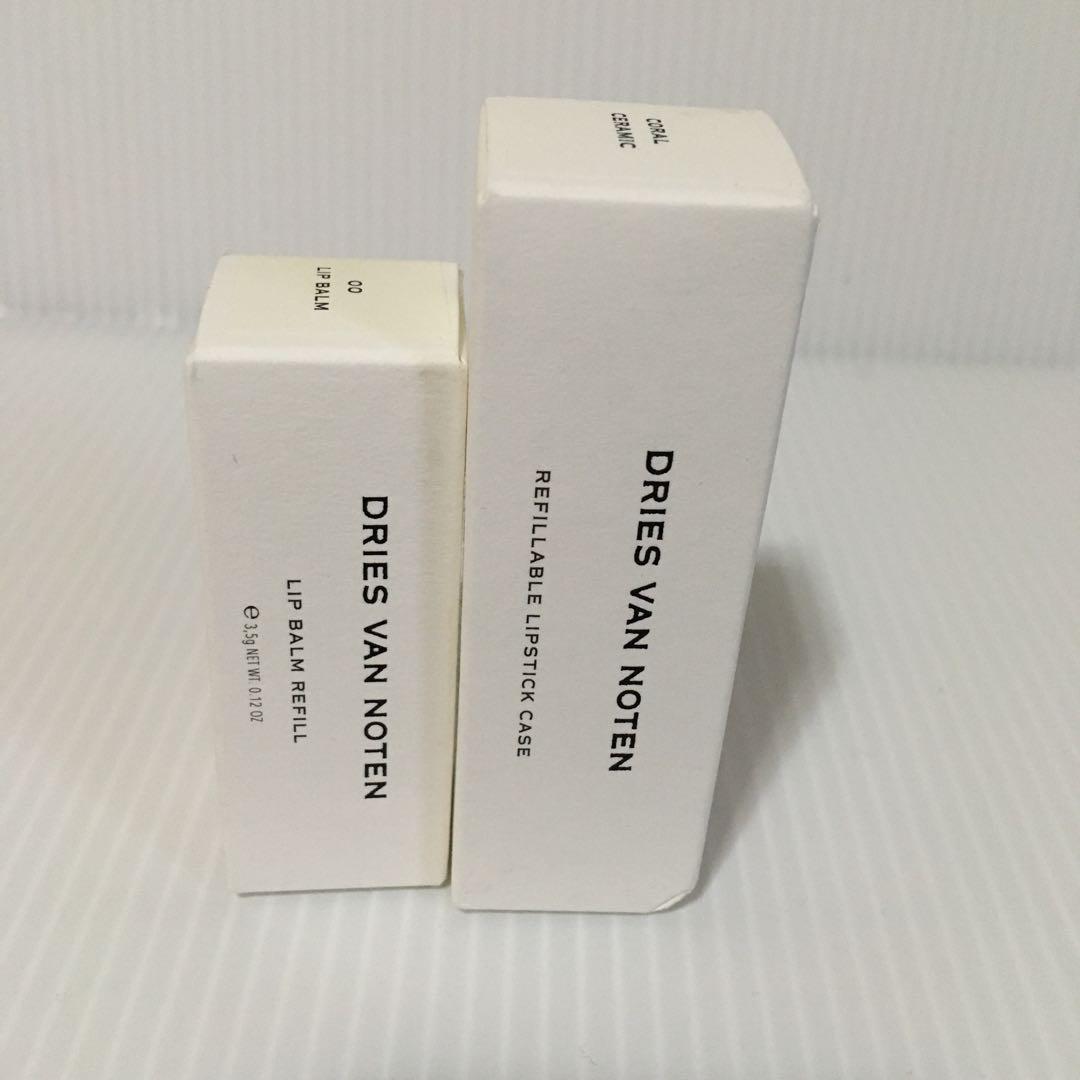 00
LIP BALM
DRIES VAN NOTEN
LIP BALM REFILL
℮ 3,5g NET WT. 0.12 OZ
CORAL
CERAMIC
DRIES VAN NOTEN
REFILLABLE LIPSTICK CASE